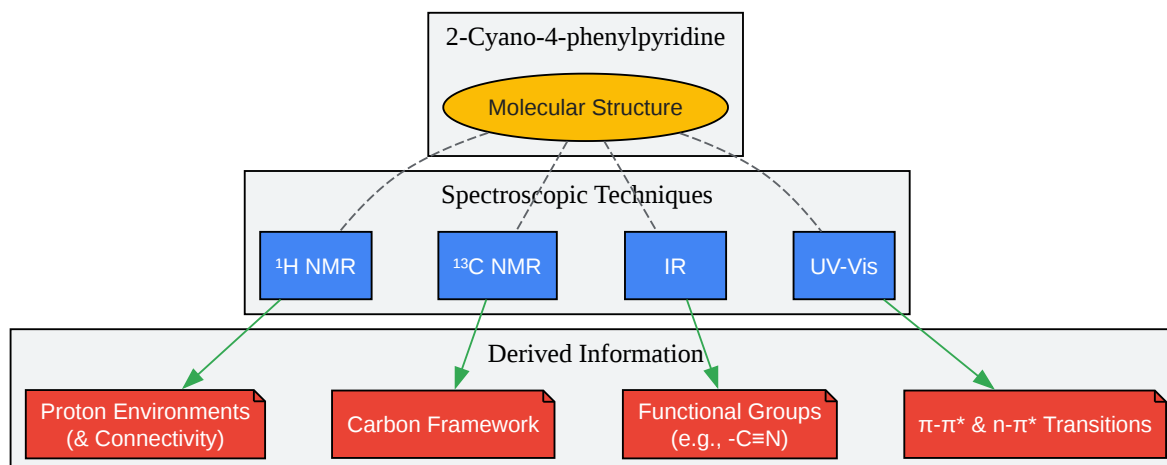 2-Cyano-4-phenylpyridine
Molecular Structure
Spectroscopic Techniques
¹H NMR
¹³C NMR
IR
UV-Vis
Derived Information
Proton Environments
(& Connectivity)
Carbon Framework
Functional Groups
(e.g., -C≡N)
π-π* & n-π* Transitions